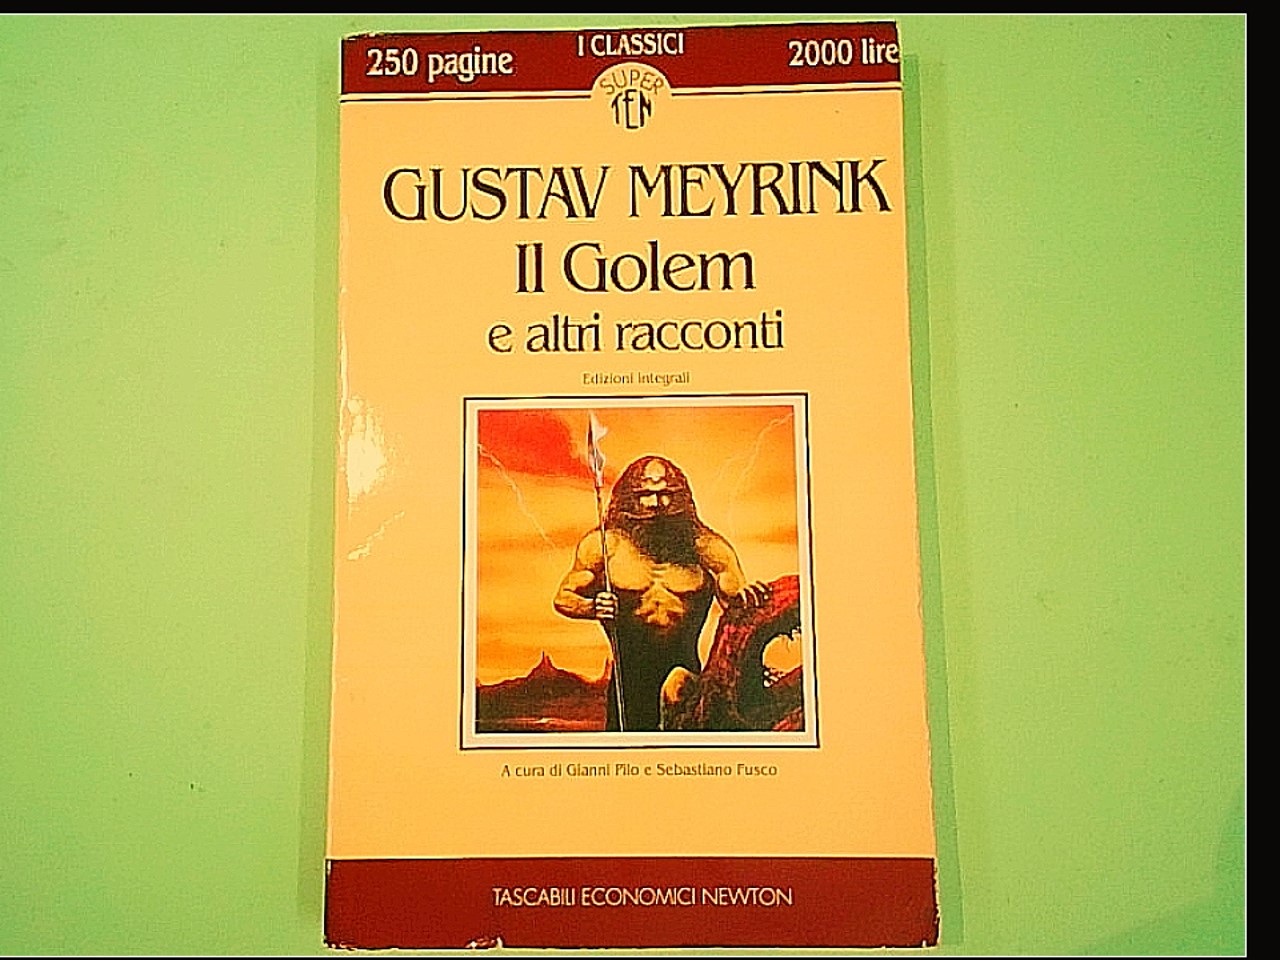 250 pagine
I CLASSICI
2000 lire
SUPER
TEN
GUSTAV MEYRINK
Il Golem
e altri racconti
Edizioni integrali
A cura di Gianni Pilo e Sebastiano Fusco
TASCABILI ECONOMICI NEWTON